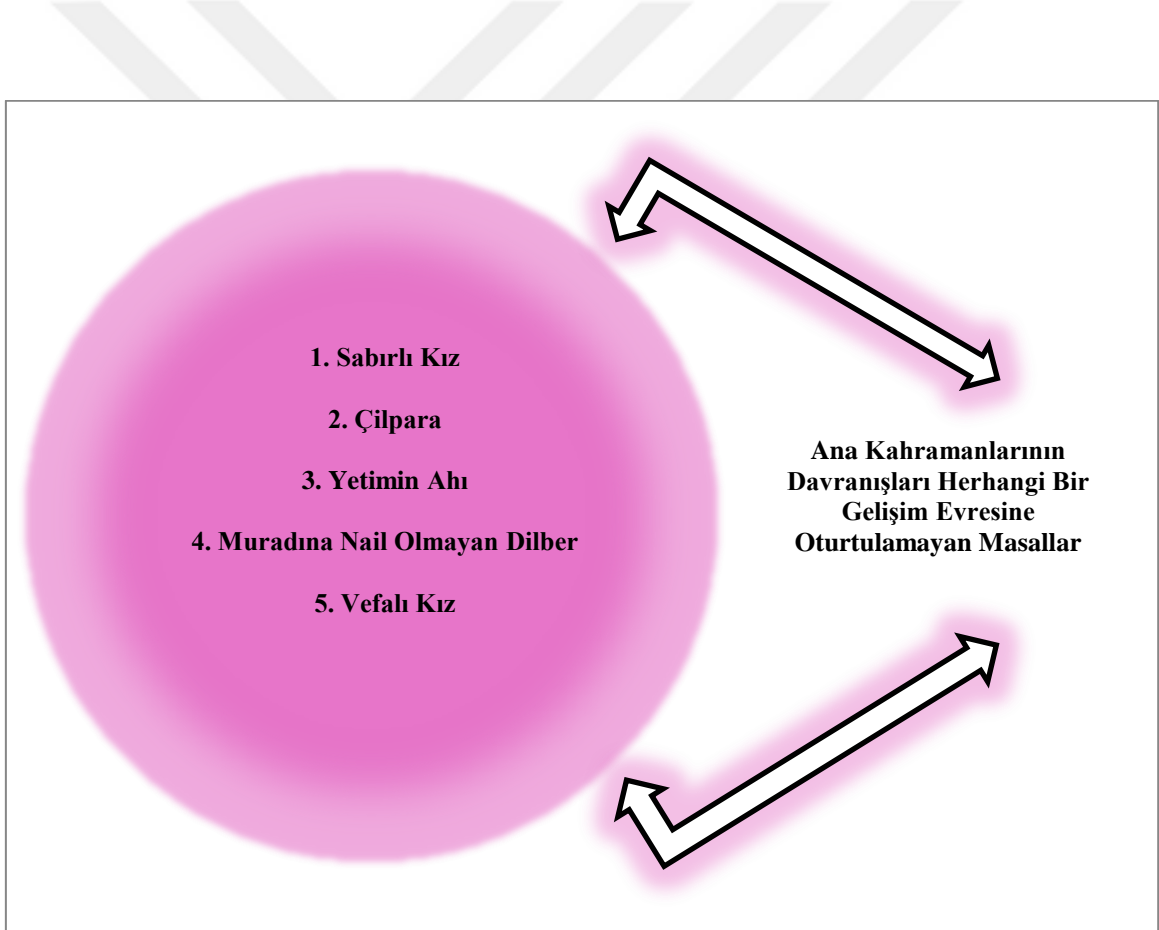 1. Sabırlı Kız
2. Çilpara
3. Yetimin Ahı
4. Muradına Nail Olmayan Dilber
5. Vefalı Kız
Ana Kahramanlarının
Davranışları Herhangi Bir
Gelişim Evresine
Oturtulamayan Masallar